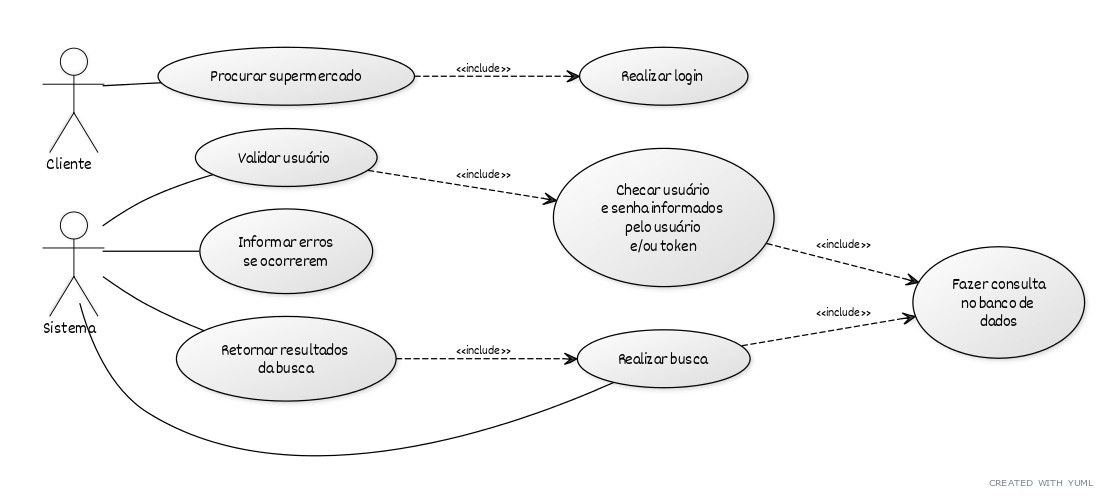 Procurar supermercado
<<include>>
Realizar login
Cliente
Validar usuário
<<include>>
Checar usuário
e senha informados
pelo usuário
e/ou token
Informar erros
se ocorrerem
<<include>>
Fazer consulta
no banco de
dados
Sistema
Retornar resultados
da busca
<<include>>
Realizar busca
<<include>>
CREATED WITH YUML